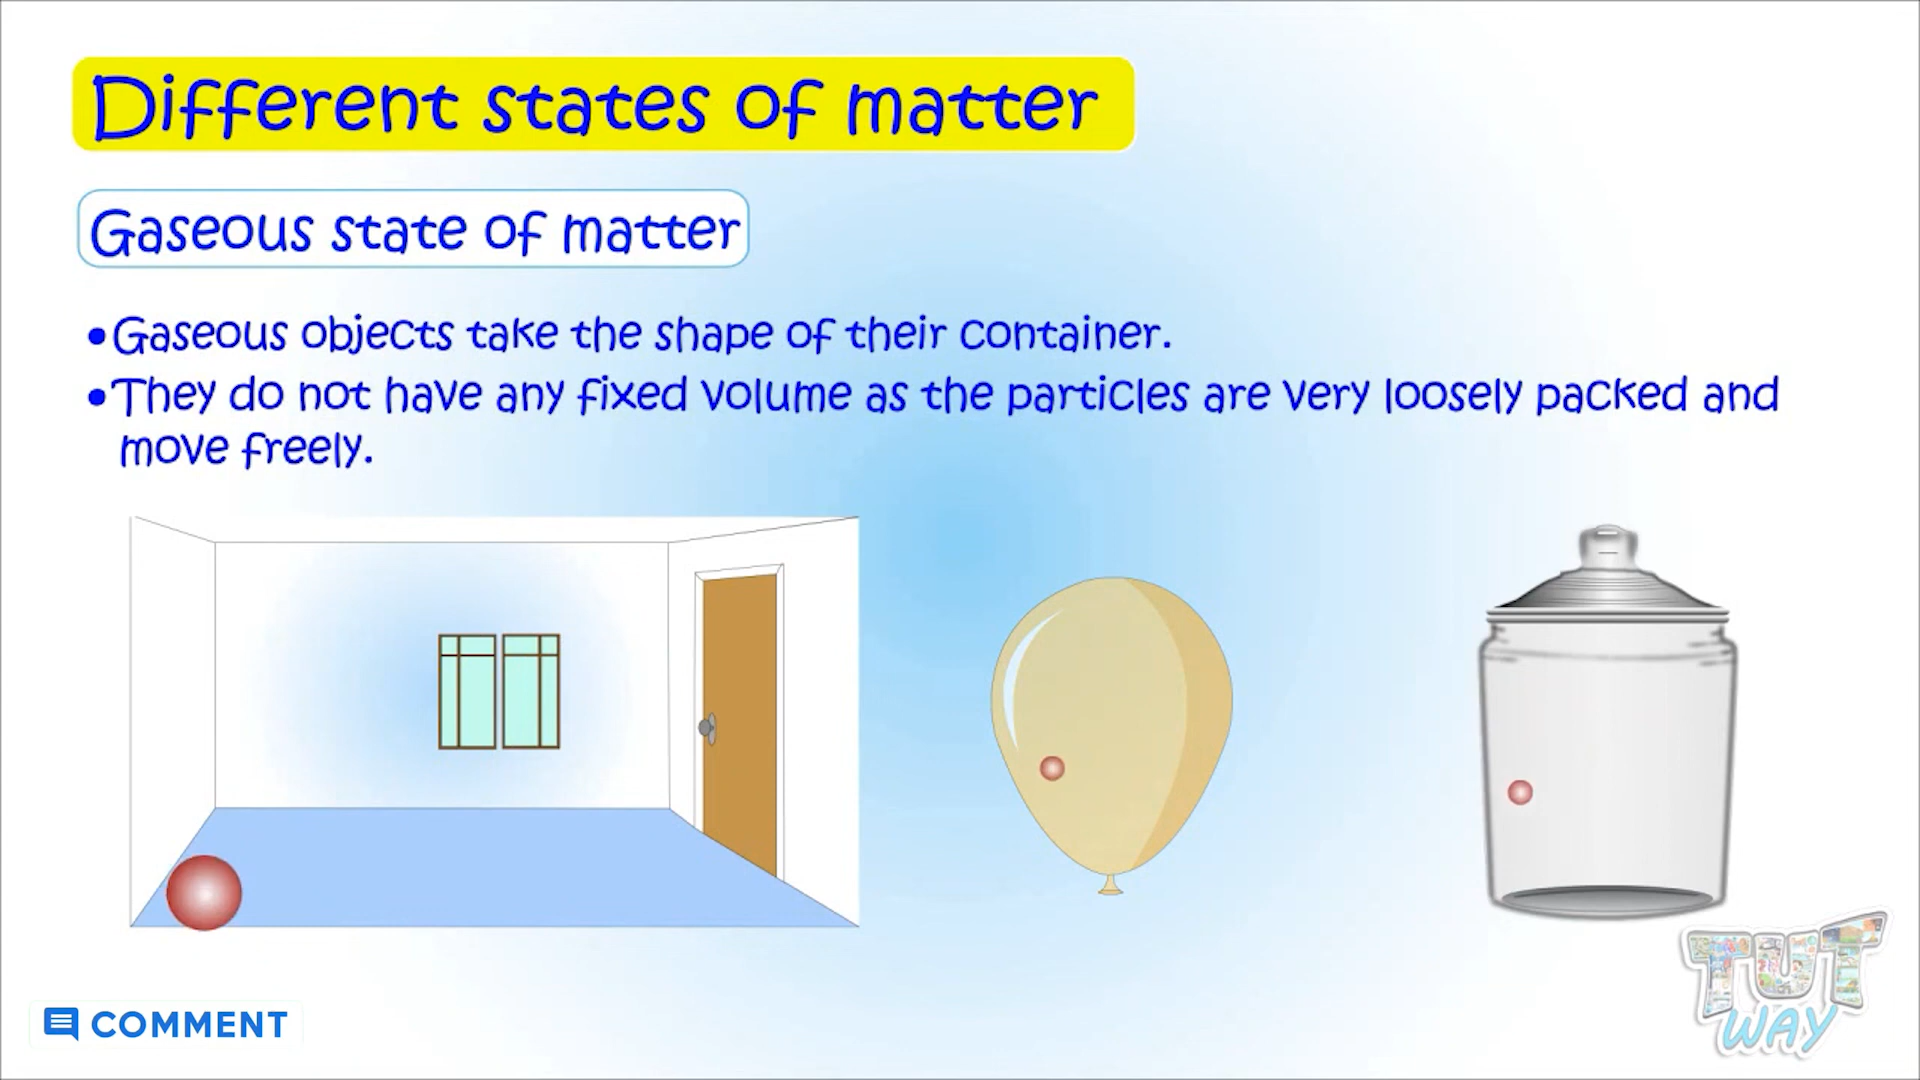 Different states of matter
Gaseous state of matter
•Gaseous objects take the shape of their container.
•They do not have any fixed volume as the particles are very loosely packed and
move freely.
COMMENT
TUT
WAY